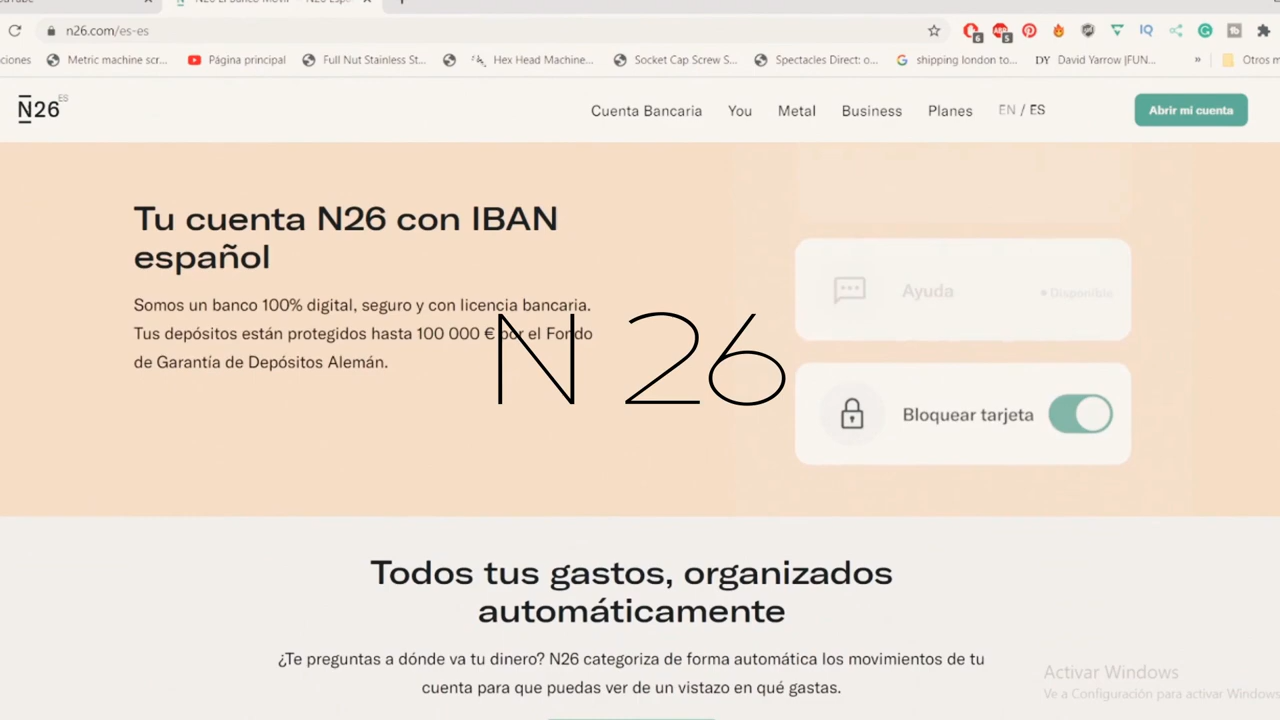 n26.com/es-es
ciones
Metric machine scr...
Página principal
Full Nut Stainless St...
Hex Head Machine...
Socket Cap Screw S...
Spectacles Direct: o...
shipping london to...
DY David Yarrow JFUN...
»
Otros m
N26 ES
Cuenta Bancaria
You
Metal
Business
Planes
EN / ES
Abrir mi cuenta
Tu cuenta N26 con IBAN
español
Somos un banco 100% digital, seguro y con licencia bancaria.
Tus depósitos están protegidos hasta 100 000 € por el Fondo
de Garantía de Depósitos Alemán.
N 26
Ayuda
• Disponible
Bloquear tarjeta
Todos tus gastos, organizados
automáticamente
¿Te preguntas a dónde va tu dinero? N26 categoriza de forma automática los movimientos de tu
cuenta para que puedas ver de un vistazo en qué gastas.
Activar Windows
Ve a Configuración para activar Windows